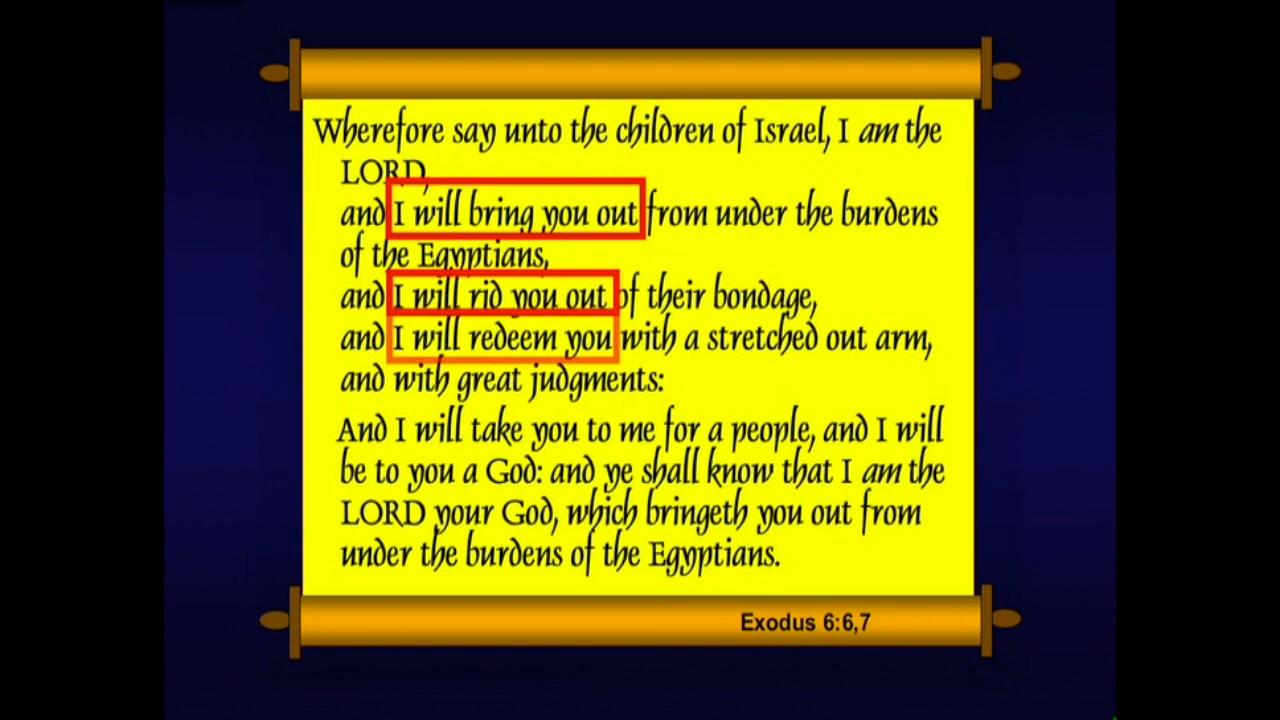 Wherefore say unto the children of Israel, I am the
LORD,
and I will bring you out from under the burdens
of the Egyptians,
and I will rid you out of their bondage,
and I will redeem you with a stretched out arm,
and with great judgments:
And I will take you to me for a people, and I will
be to you a God: and ye shall know that I am the
LORD your God, which bringeth you out from
under the burdens of the Egyptians.
Exodus 6:6,7